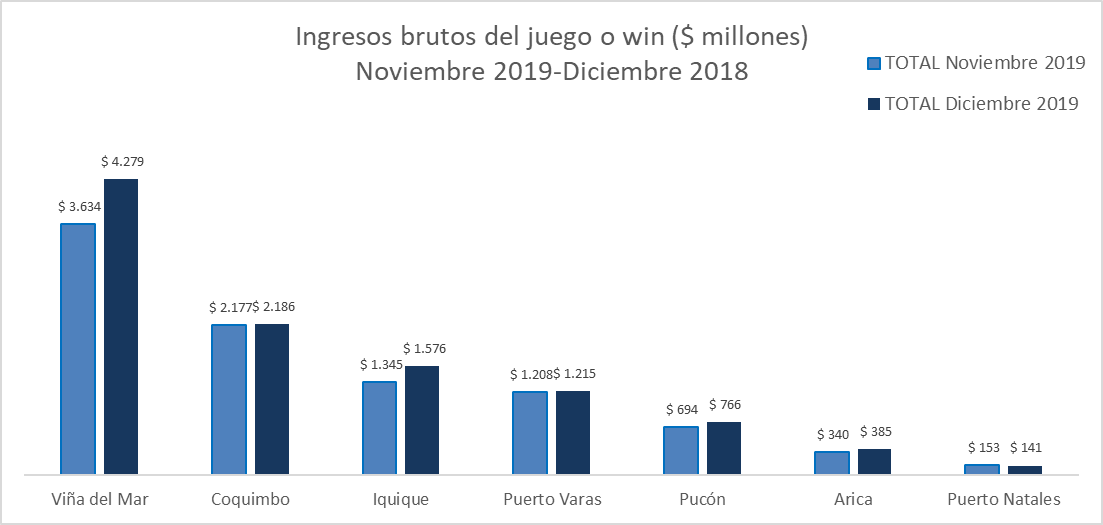 Ingresos brutos del juego o win ($ millones)
Noviembre 2019-Diciembre 2018
TOTAL Noviembre 2019
TOTAL Diciembre 2019
$ 3.634
$ 4.279
$ 2.177
$ 2.186
$ 1.345
$ 1.576
$ 1.208
$ 1.215
$ 694
$ 766
$ 340
$ 385
$ 153
$ 141
Viña del Mar
Coquimbo
Iquique
Puerto Varas
Pucón
Arica
Puerto Natales